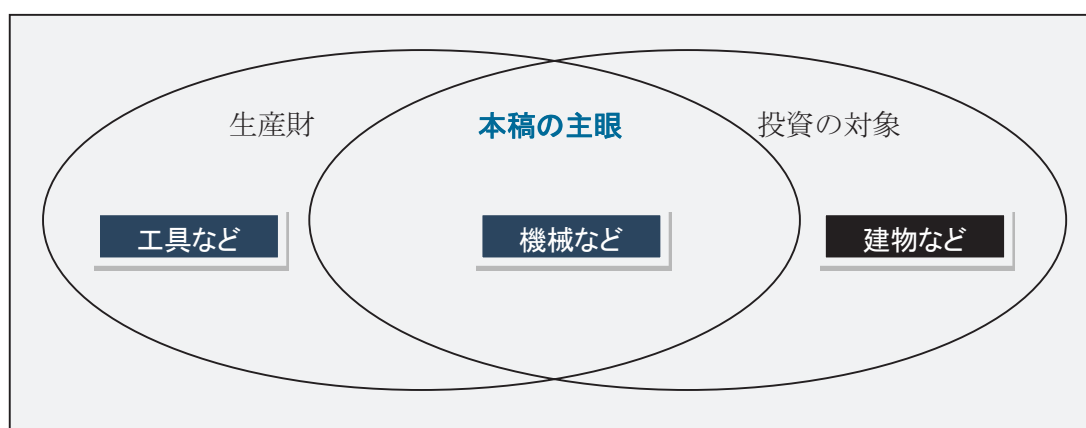 生産財
本稿の主眼
投資の対象
工具など
機械など
建物など